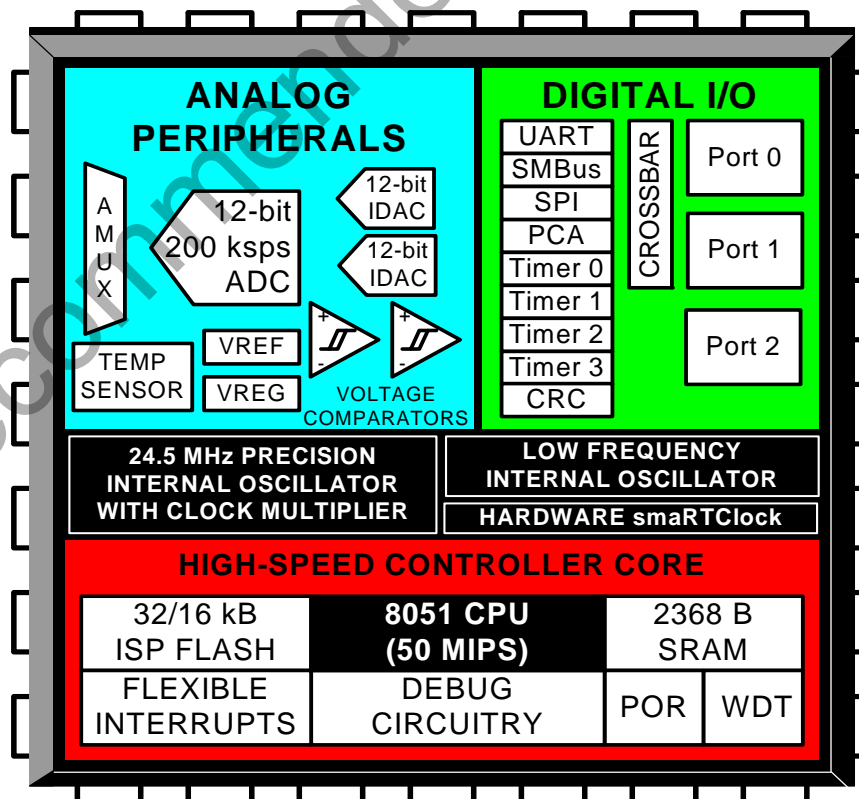 ANALOG
PERIPHERALS
A
M
U
X
12-bit
200 ksps
ADC
12-bit
IDAC
12-bit
IDAC
+
-
+
-
TEMP
SENSOR
VREF
VREG
VOLTAGE
COMPARATORS
DIGITAL I/O
UART
SMBus
SPI
PCA
Timer 0
Timer 1
Timer 2
Timer 3
CRC
CROSSBAR
Port 0
Port 1
Port 2
24.5 MHz PRECISION
INTERNAL OSCILLATOR
WITH CLOCK MULTIPLIER
LOW FREQUENCY
INTERNAL OSCILLATOR
HARDWARE smaRTClock
HIGH-SPEED CONTROLLER CORE
32/16 kB
ISP FLASH
8051 CPU
(50 MIPS)
2368 B
SRAM
FLEXIBLE
INTERRUPTS
DEBUG
CIRCUITRY
POR
WDT